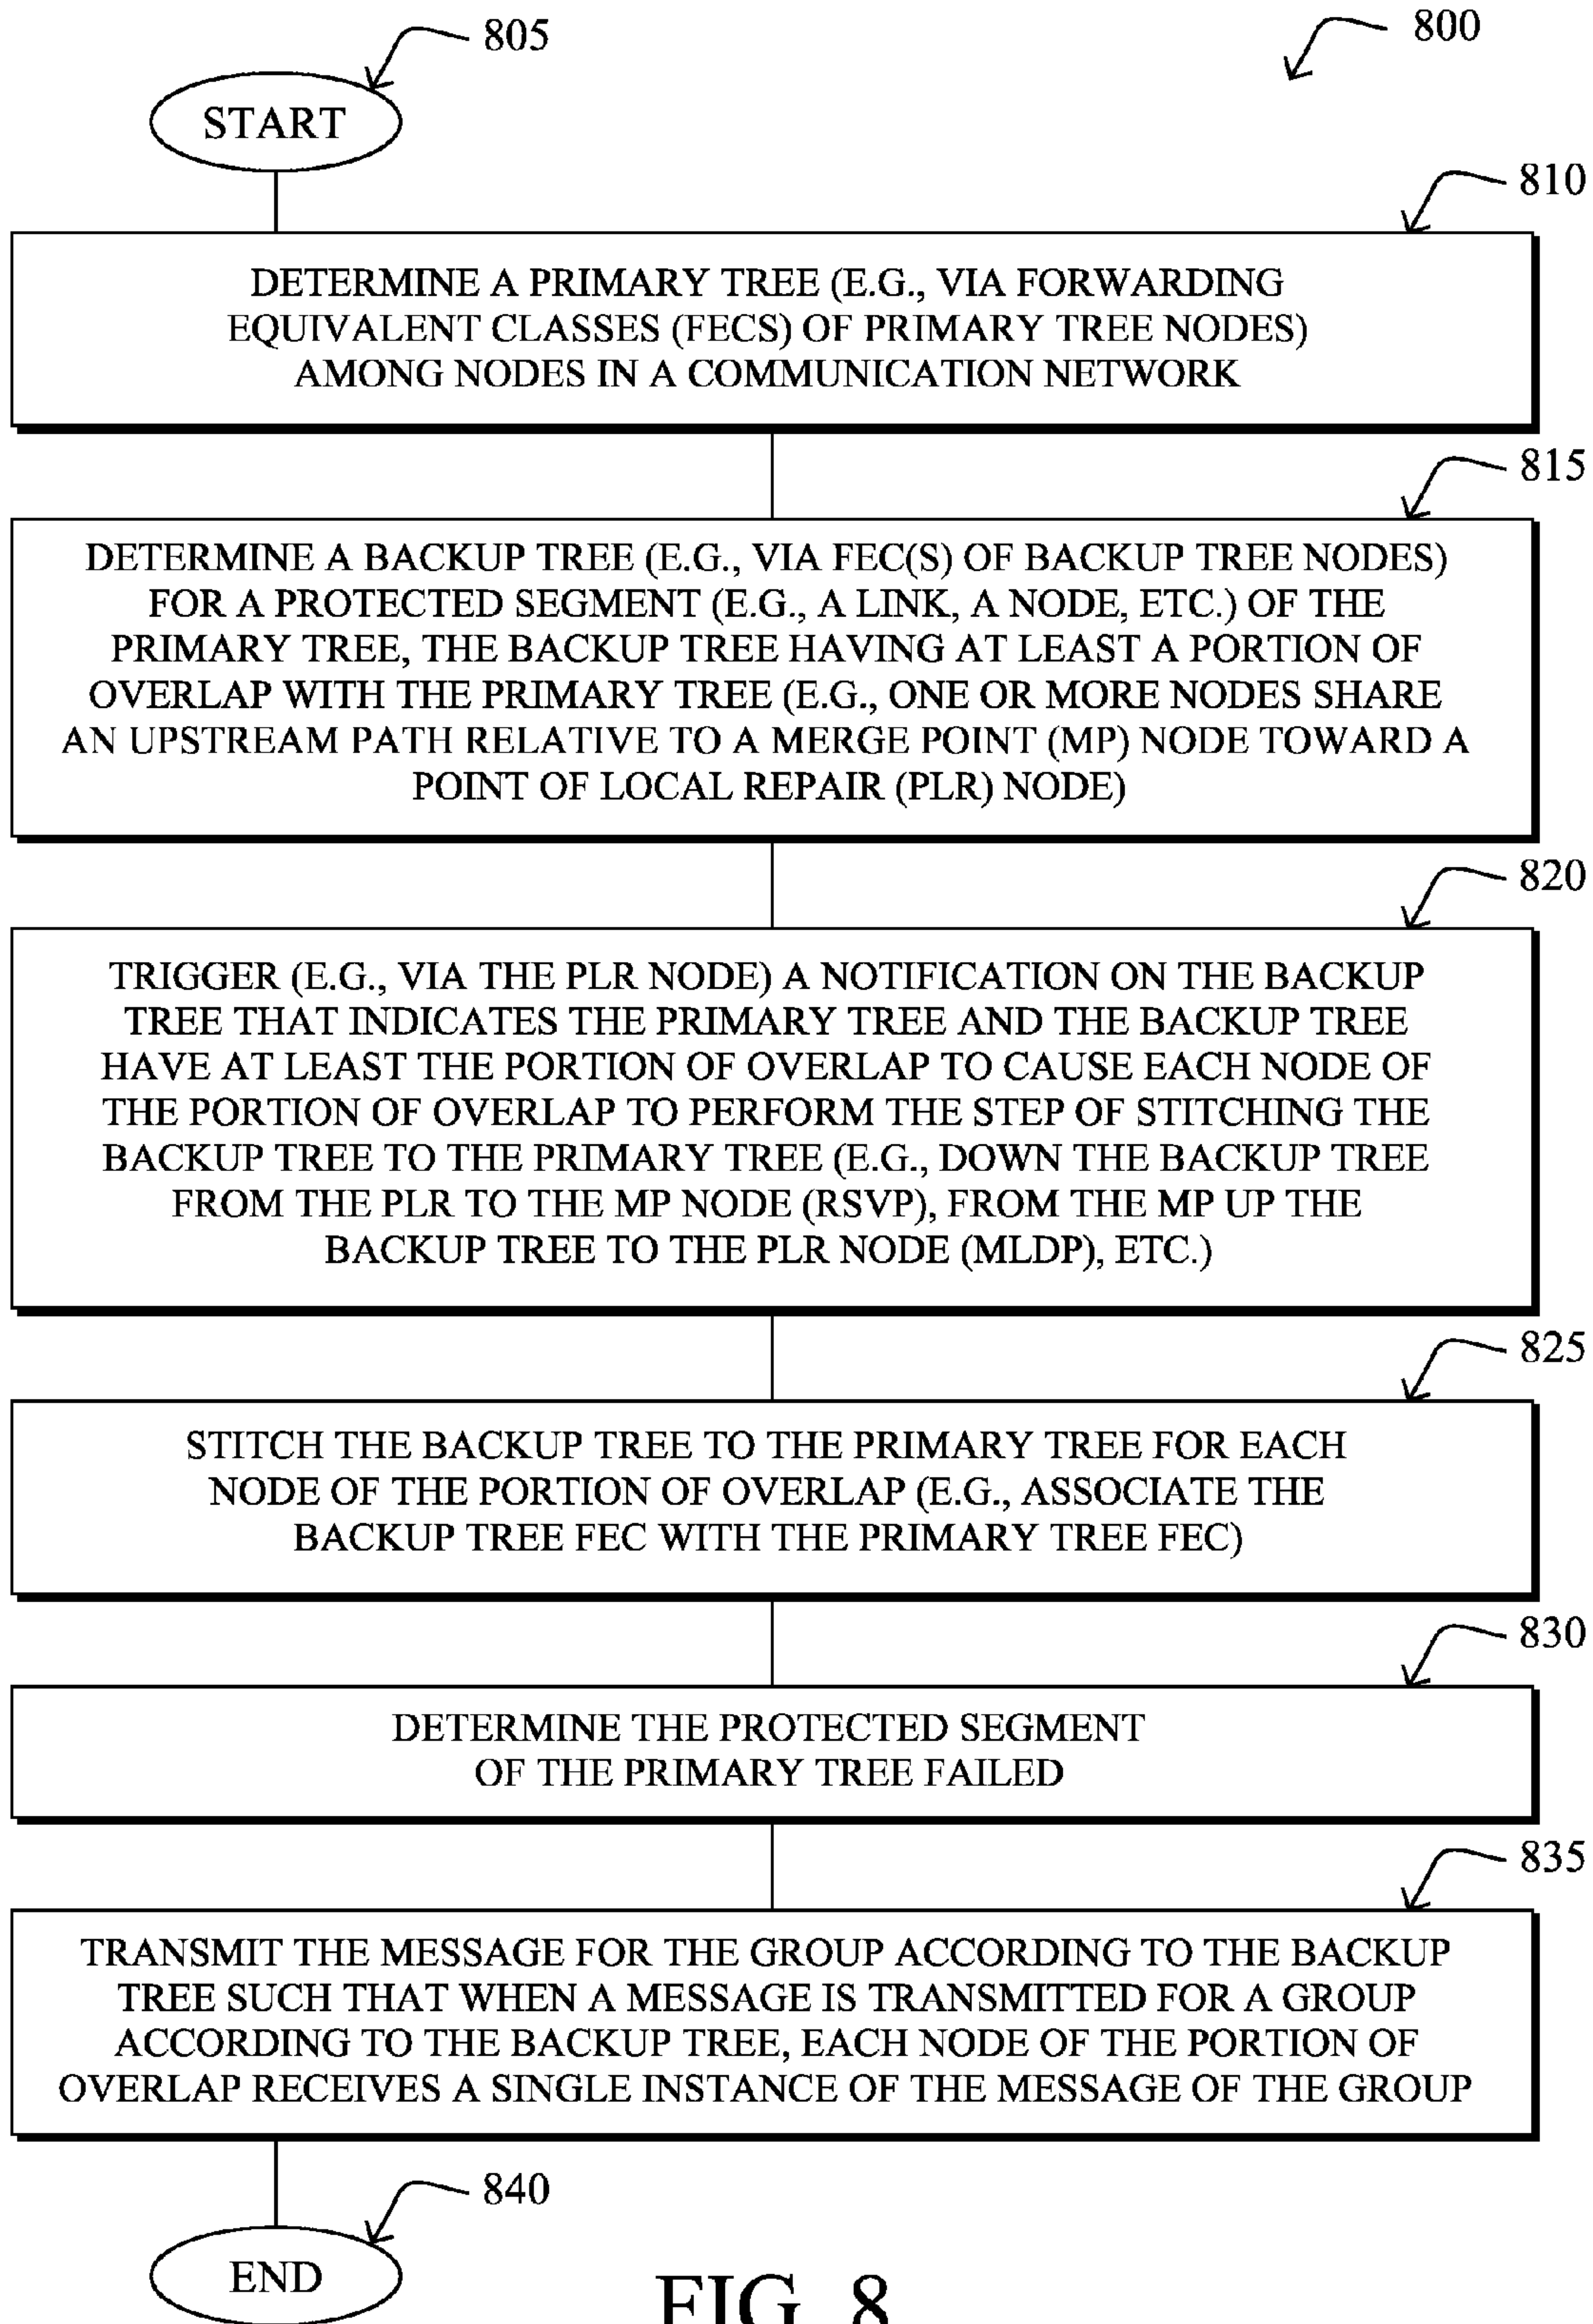 805
800
START
810
DETERMINE A PRIMARY TREE (E.G., VIA FORWARDING
EQUIVALENT CLASSES (FECS) OF PRIMARY TREE NODES)
AMONG NODES IN A COMMUNICATION NETWORK
815
DETERMINE A BACKUP TREE (E.G., VIA FEC(S) OF BACKUP TREE NODES)
FOR A PROTECTED SEGMENT (E.G., A LINK, A NODE, ETC.) OF THE
PRIMARY TREE, THE BACKUP TREE HAVING AT LEAST A PORTION OF
OVERLAP WITH THE PRIMARY TREE (E.G., ONE OR MORE NODES SHARE
AN UPSTREAM PATH RELATIVE TO A MERGE POINT (MP) NODE TOWARD A
POINT OF LOCAL REPAIR (PLR) NODE)
820
TRIGGER (E.G., VIA THE PLR NODE) A NOTIFICATION ON THE BACKUP
TREE THAT INDICATES THE PRIMARY TREE AND THE BACKUP TREE
HAVE AT LEAST THE PORTION OF OVERLAP TO CAUSE EACH NODE OF
THE PORTION OF OVERLAP TO PERFORM THE STEP OF STITCHING THE
BACKUP TREE TO THE PRIMARY TREE (E.G., DOWN THE BACKUP TREE
FROM THE PLR TO THE MP NODE (RSVP), FROM THE MP UP THE
BACKUP TREE TO THE PLR NODE (MLDP), ETC.)
825
STITCH THE BACKUP TREE TO THE PRIMARY TREE FOR EACH
NODE OF THE PORTION OF OVERLAP (E.G., ASSOCIATE THE
BACKUP TREE FEC WITH THE PRIMARY TREE FEC)
830
DETERMINE THE PROTECTED SEGMENT
OF THE PRIMARY TREE FAILED
835
TRANSMIT THE MESSAGE FOR THE GROUP ACCORDING TO THE BACKUP
TREE SUCH THAT WHEN A MESSAGE IS TRANSMITTED FOR A GROUP
ACCORDING TO THE BACKUP TREE, EACH NODE OF THE PORTION OF
OVERLAP RECEIVES A SINGLE INSTANCE OF THE MESSAGE OF THE GROUP
840
END
FIG. 8